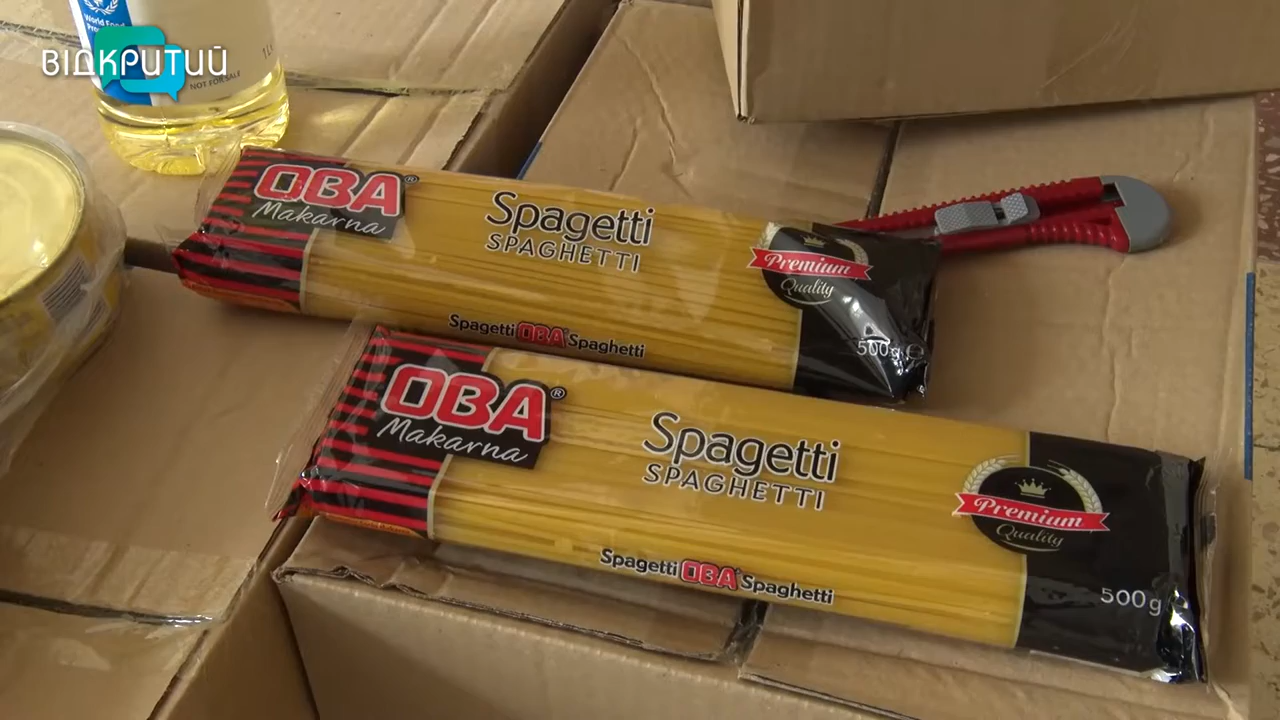 ВІДКРИТИЙ
World Food
1L
NOT FOR SALE
OBA®
Makarna
Spagetti
SPAGHETTI
Premium
Quality
Spagetti OBA® Spaghetti
500g
OBA®
Makarna
Spagetti
SPAGHETTI
Premium
Quality
Spagetti OBA® Spaghetti
500g